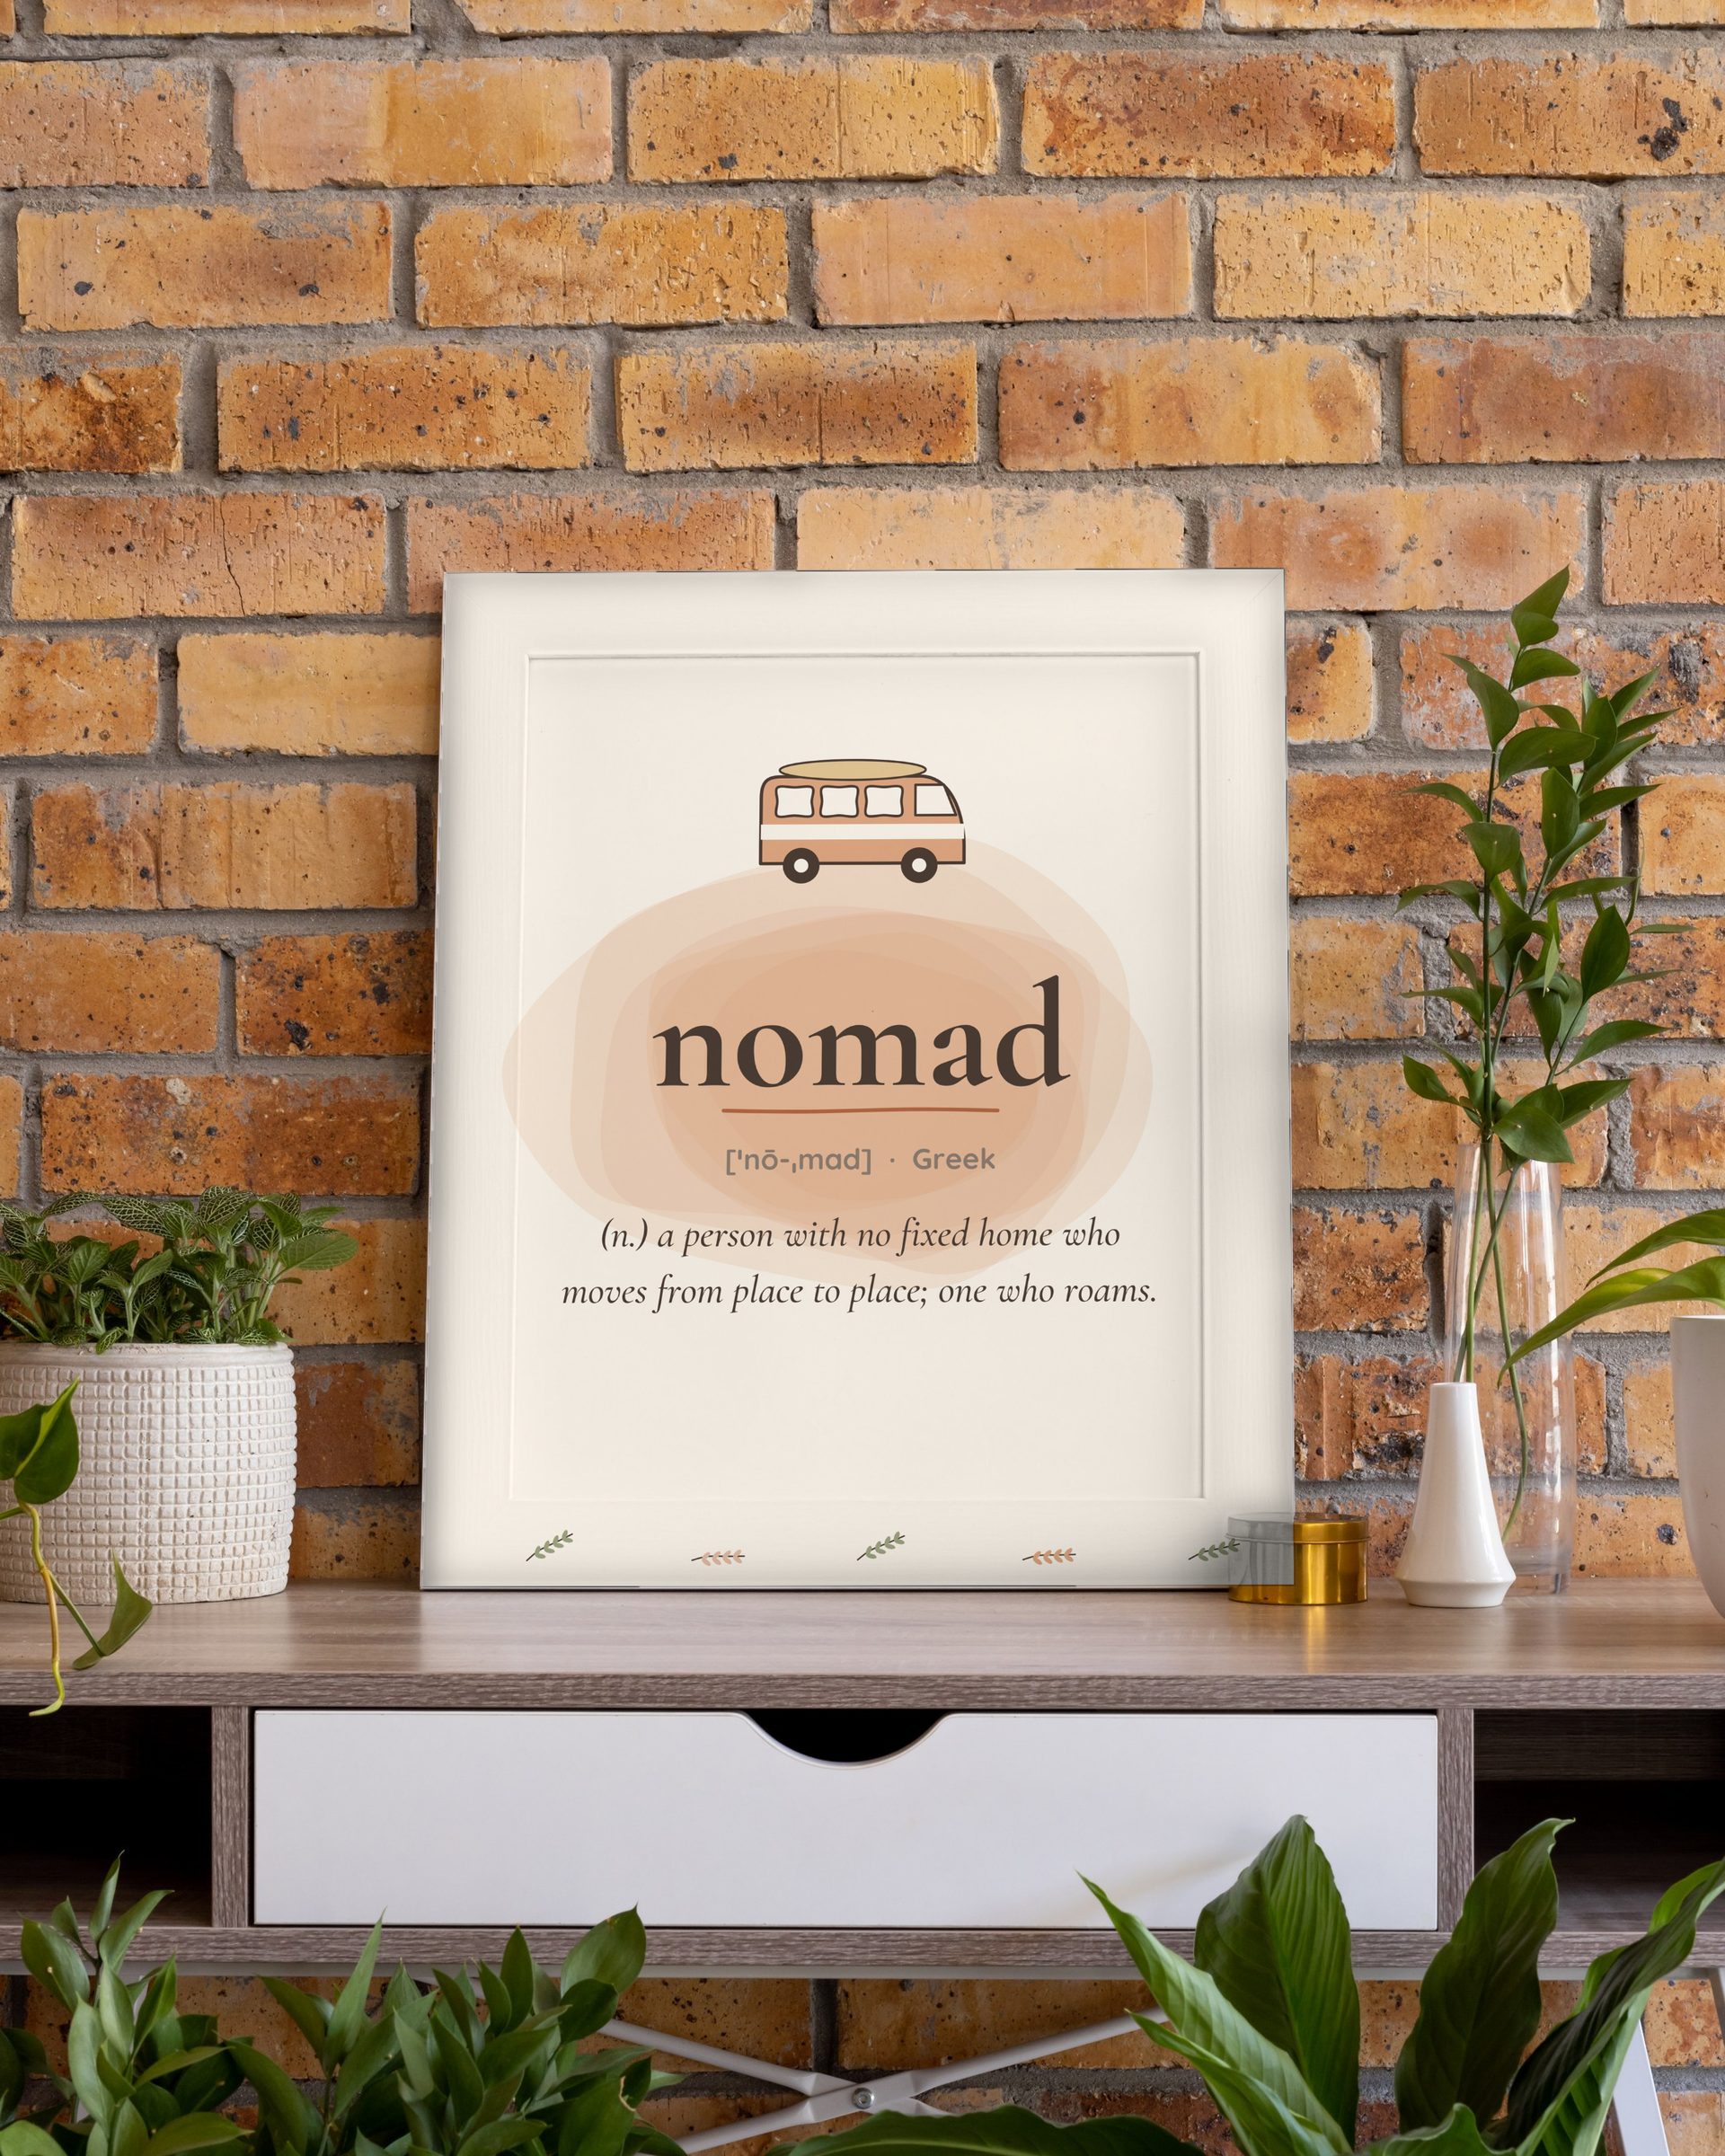 nomad
[ˈnō-ˌmad] · Greek
(n.) a person with no fixed home who
moves from place to place; one who roams.